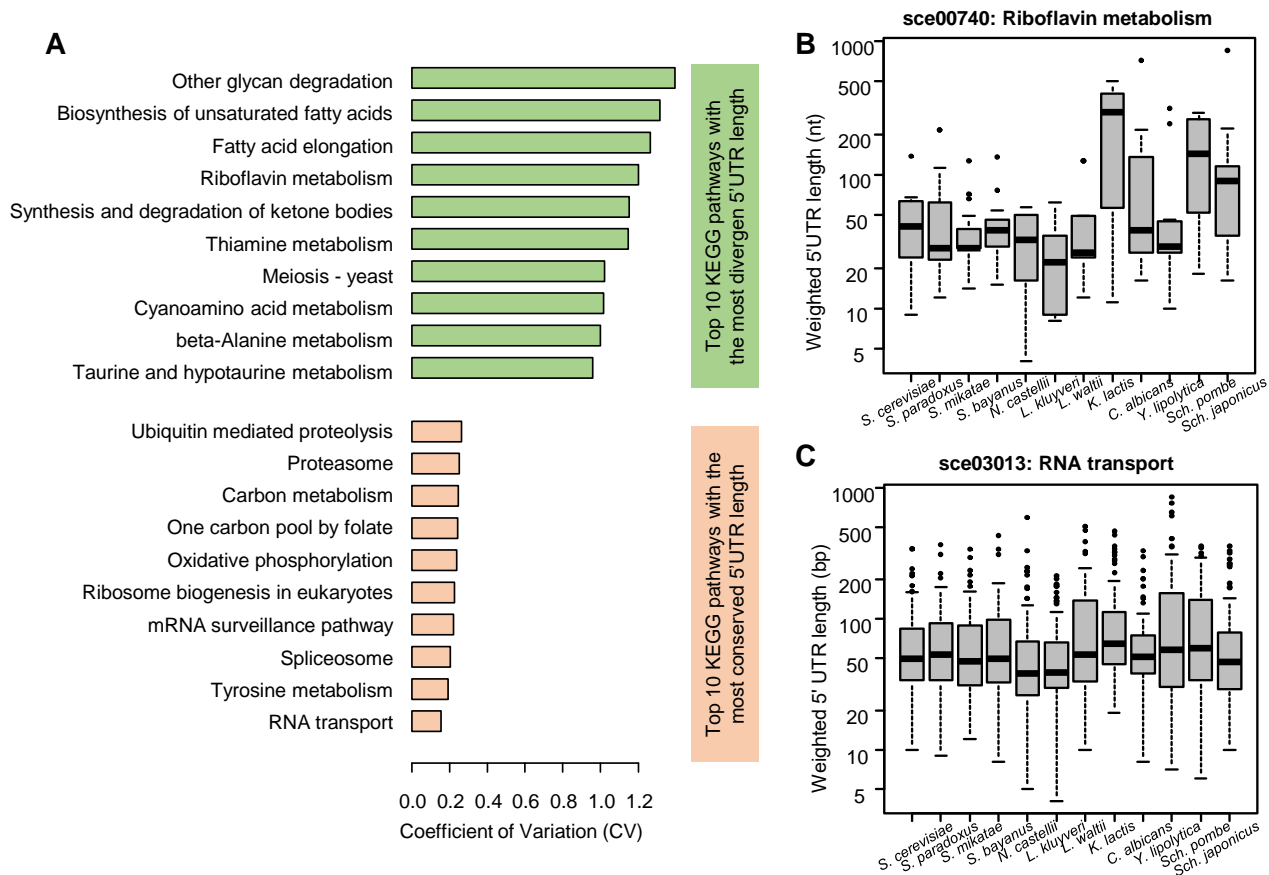 A
Other glycan degradation
Biosynthesis of unsaturated fatty acids
Fatty acid elongation
Riboflavin metabolism
Synthesis and degradation of ketone bodies
Thiamine metabolism
Meiosis - yeast
Cyanoamino acid metabolism
beta-Alanine metabolism
Taurine and hypotaurine metabolism
Top 10 KEGG pathways with
the most divergen 5'UTR length
Ubiquitin mediated proteolysis
Proteasome
Carbon metabolism
One carbon pool by folate
Oxidative phosphorylation
Ribosome biogenesis in eukaryotes
mRNA surveillance pathway
Spliceosome
Tyrosine metabolism
RNA transport
Top 10 KEGG pathways with the
most conserved 5'UTR length
0.0 0.2 0.4 0.6 0.8 1.0 1.2
Coefficient of Variation (CV)
B
sce00740: Riboflavin metabolism
Weighted 5'UTR length (nt)
1000
500
200
100
50
20
10
5
S. cerevisiae
S. paradoxus
S. mikatae
S. bayanus
N. castellii
L. kluyveri
L. waltii
K. lactis
C. albicans
Y. lipolytica
Sch. pombe
Sch. japonicus
C
sce03013: RNA transport
Weighted 5' UTR length (bp)
1000
500
200
100
50
20
10
5
S. cerevisiae
S. paradoxus
S. mikatae
S. bayanus
N. castellii
L. kluyveri
L. waltii
K. lactis
C. albicans
Y. lipolytica
Sch. pombe
Sch. japonicus